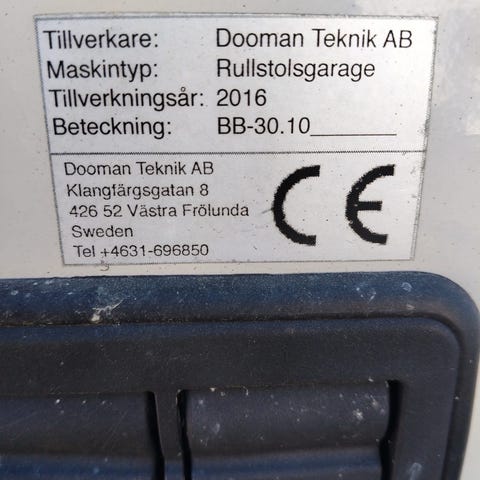 Tillverkare: Dooman Teknik AB
Maskintyp: Rullstolsgarage
Tillverkningsår: 2016
Beteckning: BB-30.10________
Dooman Teknik AB
Klangfärgsgatan 8
426 52 Västra Frölunda
Sweden
Tel +4631-696850
CE